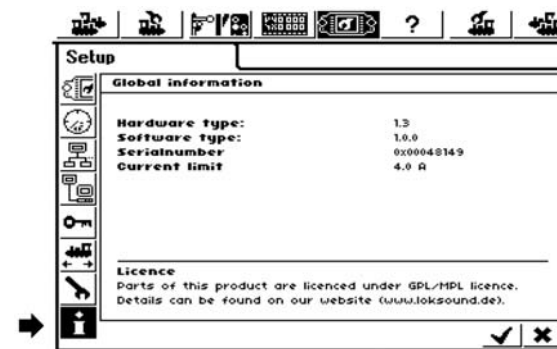 ?
Setup
Global information
Hardware type: 1.3
Software type: 1.0.0
Serialnumber 0x00048149
Current limit 4.0 A
Licence
Parts of this product are licenced under GPL/MPL licence.
Details can be found on our website (www.loksound.de).
i